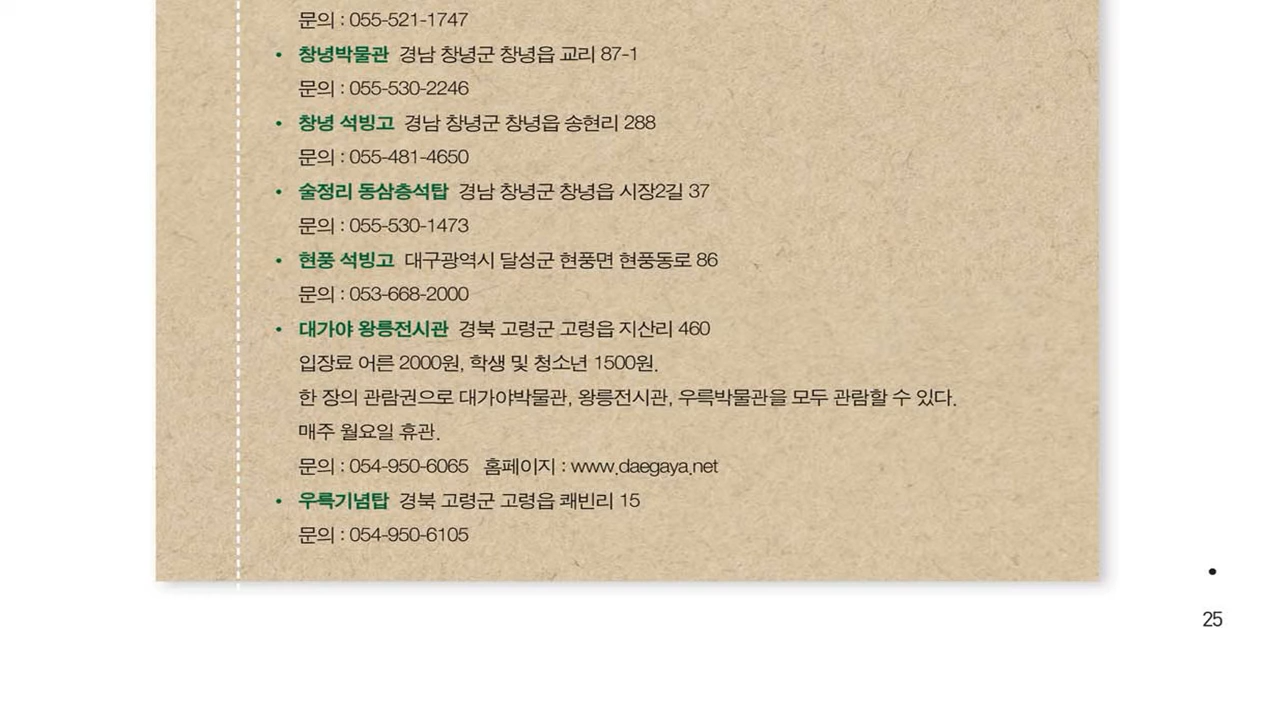 문의 : 055-521-1747
• 창녕박물관 경남 창녕군 창녕읍 교리 87-1
문의 : 055-530-2246
• 창녕 석빙고 경남 창녕군 창녕읍 송현리 288
문의 : 055-481-4650
• 술정리 동삼층석탑 경남 창녕군 창녕읍 시장2길 37
문의 : 055-530-1473
• 현풍 석빙고 대구광역시 달성군 현풍면 현풍동로 86
문의 : 053-668-2000
• 대가야 왕릉전시관 경북 고령군 고령읍 지산리 460
입장료 어른 2000원, 학생 및 청소년 1500원.
한 장의 관람권으로 대가야박물관, 왕릉전시관, 우륵박물관을 모두 관람할 수 있다.
매주 월요일 휴관.
문의 : 054-950-6065 홈페이지 : www.daegaya.net
• 우륵기념탑 경북 고령군 고령읍 쾌빈리 15
문의 : 054-950-6105
25